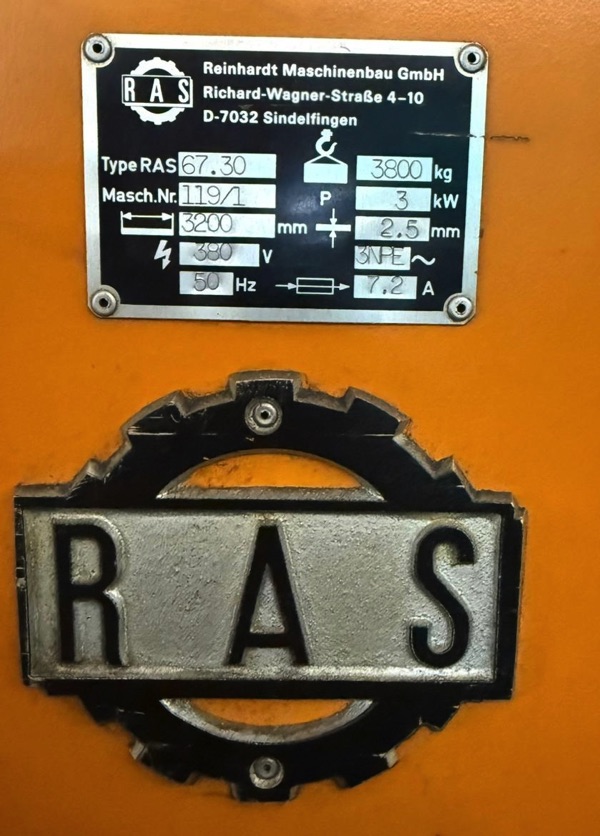 RAS
Reinhardt Maschinenbau GmbH
Richard-Wagner-Straße 4-10
D-7032 Sindelfingen
Type RAS 67.30 3800 kg
Masch.Nr. 119/1 P 3 kW
3200 mm 2.5 mm
380 V 3NPE ~
50 Hz 7.2 A
RAS